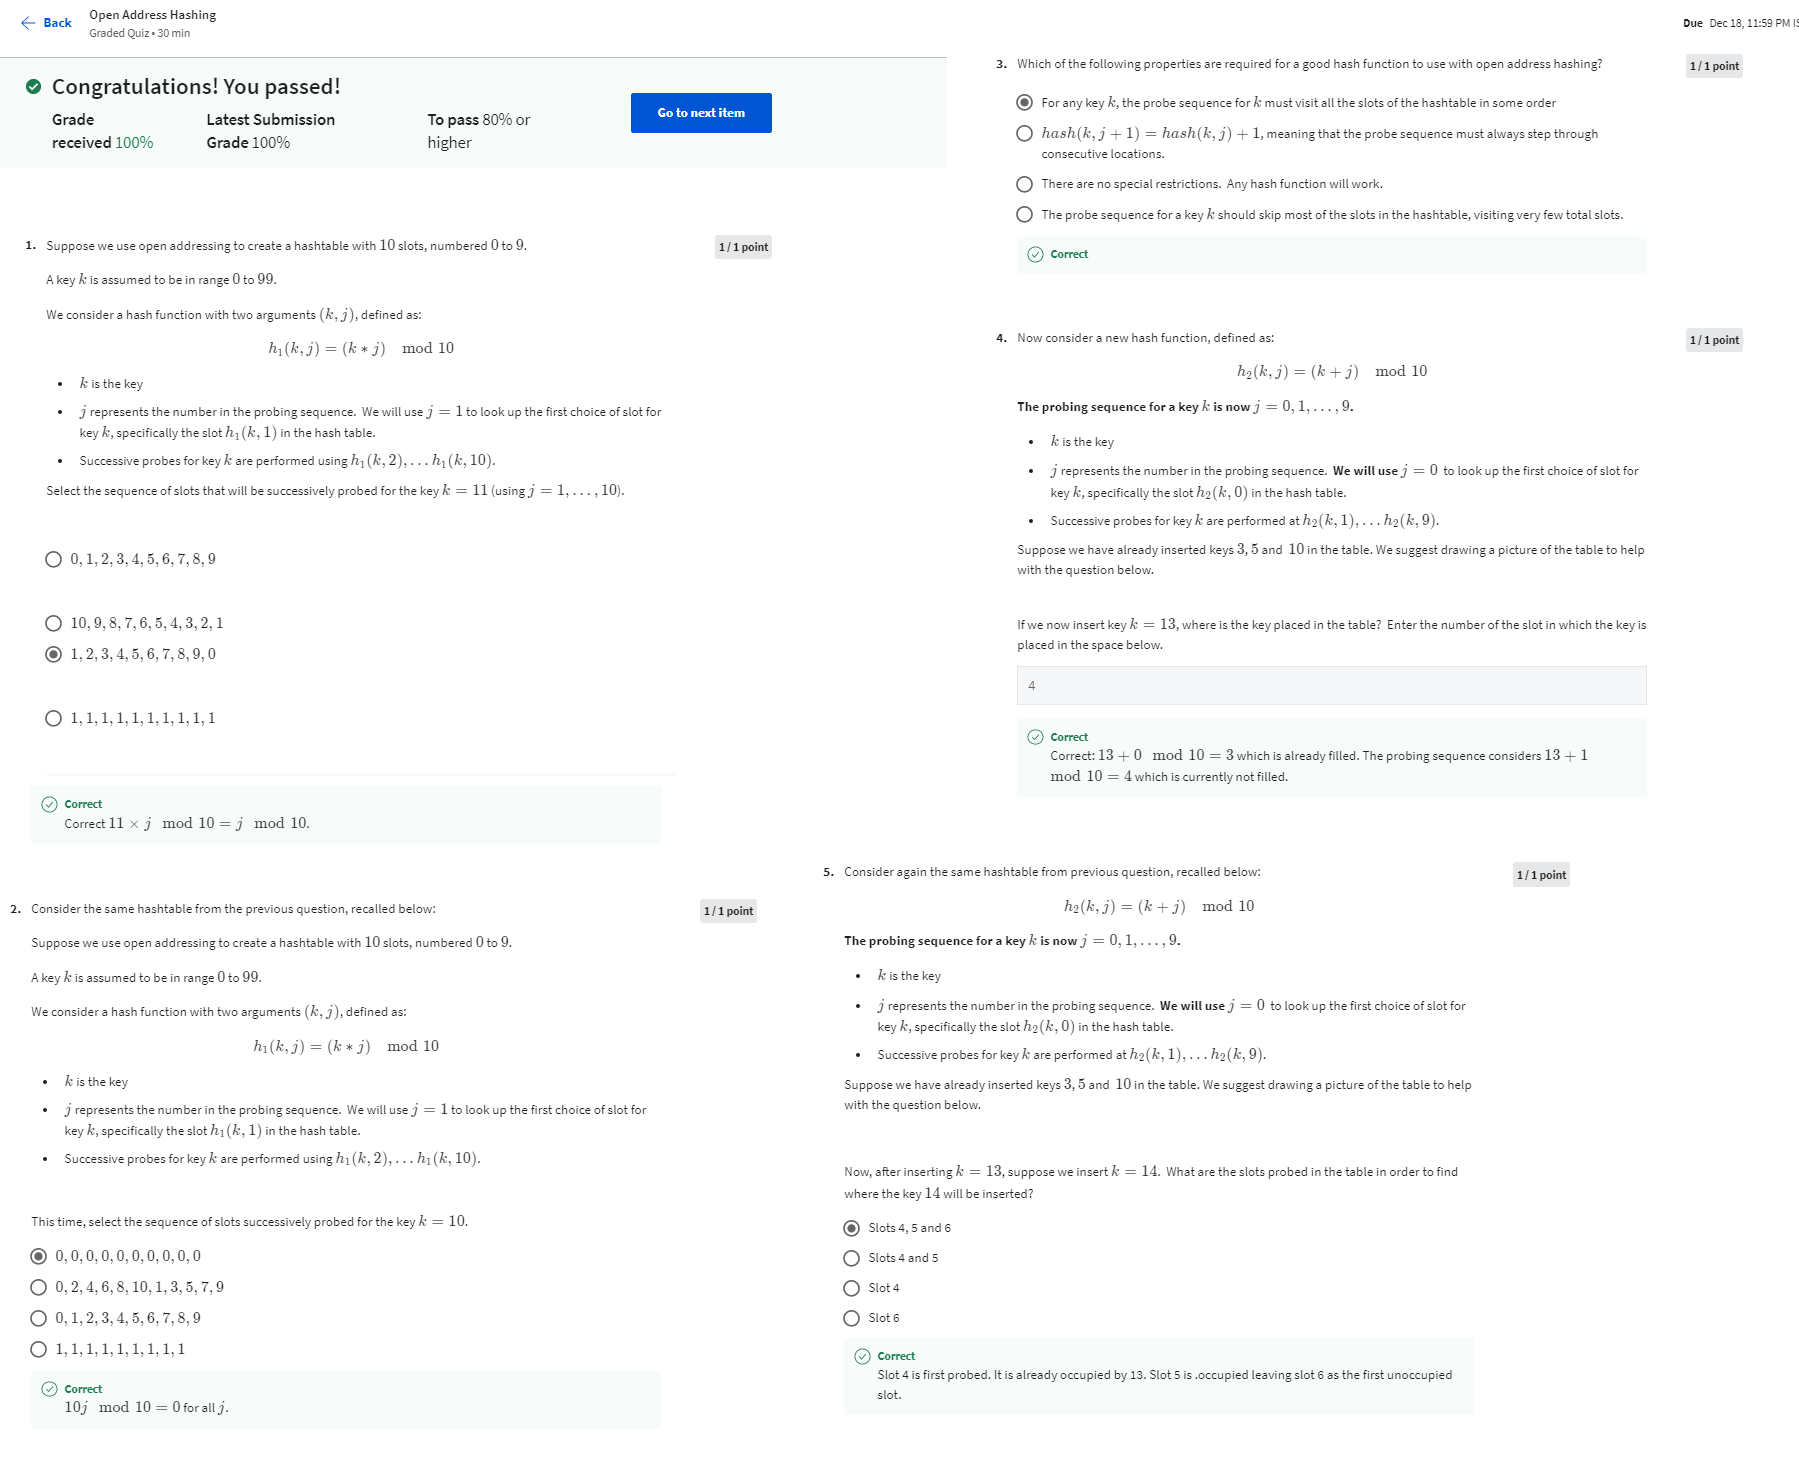 Back
Open Address Hashing
Graded Quiz • 30 min
Due Dec 18, 11:59 PM
Congratulations! You passed!
Grade received 100%
Latest Submission Grade 100%
To pass 80% or higher
Go to next item
1. Suppose we use open addressing to create a hashtable with 10 slots, numbered 0 to 9.
1 / 1 point
A key k is assumed to be in range 0 to 99.
We consider a hash function with two arguments (k, j), defined as:
h₁(k, j) = (k ∗ j) mod 10
• k is the key
• j represents the number in the probing sequence. We will use j = 1 to look up the first choice of slot for
key k, specifically the slot h₁(k, 1) in the hash table.
• Successive probes for key k are performed using h₁(k, 2), . . . h₁(k, 10).
Select the sequence of slots that will be successively probed for the key k = 11 (using j = 1, . . . , 10).
0, 1, 2, 3, 4, 5, 6, 7, 8, 9
10, 9, 8, 7, 6, 5, 4, 3, 2, 1
1, 2, 3, 4, 5, 6, 7, 8, 9, 0
1, 1, 1, 1, 1, 1, 1, 1, 1, 1
Correct
Correct 11 × j mod 10 = j mod 10.
2. Consider the same hashtable from the previous question, recalled below:
1 / 1 point
Suppose we use open addressing to create a hashtable with 10 slots, numbered 0 to 9.
A key k is assumed to be in range 0 to 99.
We consider a hash function with two arguments (k, j), defined as:
h₁(k, j) = (k ∗ j) mod 10
• k is the key
• j represents the number in the probing sequence. We will use j = 1 to look up the first choice of slot for
key k, specifically the slot h₁(k, 1) in the hash table.
• Successive probes for key k are performed using h₁(k, 2), . . . h₁(k, 10).
This time, select the sequence of slots successively probed for the key k = 10.
0, 0, 0, 0, 0, 0, 0, 0, 0, 0
0, 2, 4, 6, 8, 10, 1, 3, 5, 7, 9
0, 1, 2, 3, 4, 5, 6, 7, 8, 9
1, 1, 1, 1, 1, 1, 1, 1, 1
Correct
10j mod 10 = 0 for all j.
3. Which of the following properties are required for a good hash function to use with open address hashing?
1 / 1 point
For any key k, the probe sequence for k must visit all the slots of the hashtable in some order
hash(k, j + 1) = hash(k, j) + 1, meaning that the probe sequence must always step through
consecutive locations.
There are no special restrictions. Any hash function will work.
The probe sequence for a key k should skip most of the slots in the hashtable, visiting very few total slots.
Correct
4. Now consider a new hash function, defined as:
1 / 1 point
h₂(k, j) = (k + j) mod 10
The probing sequence for a key k is now j = 0, 1, . . . , 9.
• k is the key
• j represents the number in the probing sequence. We will use j = 0 to look up the first choice of slot for
key k, specifically the slot h₂(k, 0) in the hash table.
• Successive probes for key k are performed at h₂(k, 1), . . . h₂(k, 9).
Suppose we have already inserted keys 3, 5 and 10 in the table. We suggest drawing a picture of the table to help
with the question below.
If we now insert key k = 13, where is the key placed in the table? Enter the number of the slot in which the key is
placed in the space below.
4
Correct
Correct: 13 + 0 mod 10 = 3 which is already filled. The probing sequence considers 13 + 1
mod 10 = 4 which is currently not filled.
5. Consider again the same hashtable from previous question, recalled below:
1 / 1 point
h₂(k, j) = (k + j) mod 10
The probing sequence for a key k is now j = 0, 1, . . . , 9.
• k is the key
• j represents the number in the probing sequence. We will use j = 0 to look up the first choice of slot for
key k, specifically the slot h₂(k, 0) in the hash table.
• Successive probes for key k are performed at h₂(k, 1), . . . h₂(k, 9).
Suppose we have already inserted keys 3, 5 and 10 in the table. We suggest drawing a picture of the table to help
with the question below.
Now, after inserting k = 13, suppose we insert k = 14. What are the slots probed in the table in order to find
where the key 14 will be inserted?
Slots 4, 5 and 6
Slots 4 and 5
Slot 4
Slot 6
Correct
Slot 4 is first probed. It is already occupied by 13. Slot 5 is .occupied leaving slot 6 as the first unoccupied
slot.